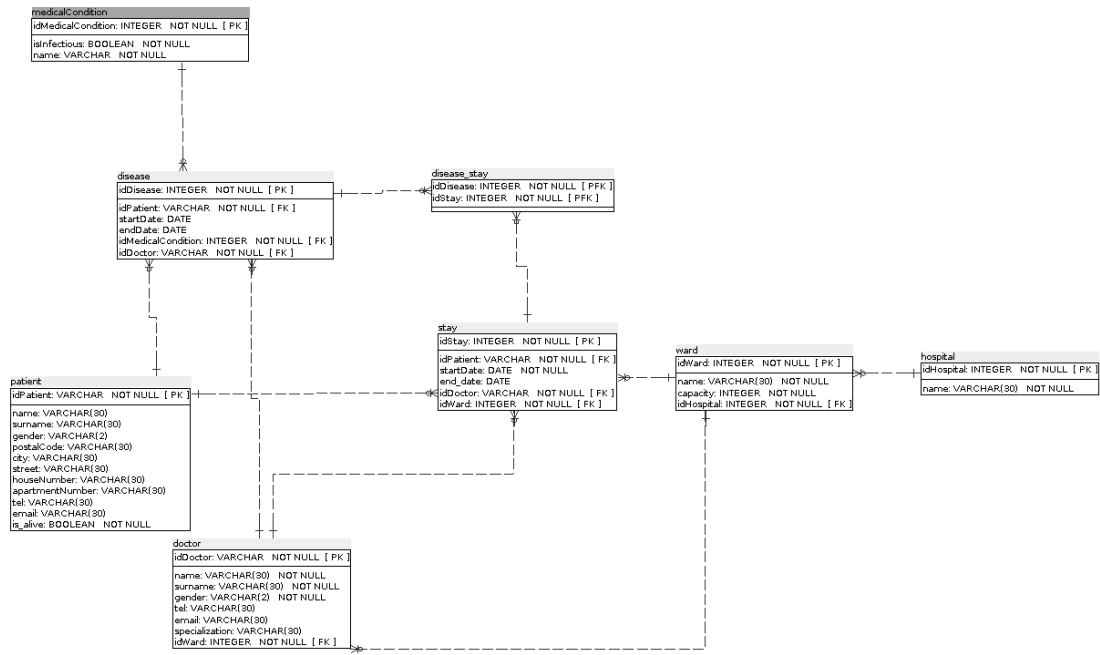 medicalCondition
idMedicalCondition: INTEGER NOT NULL [ PK ]
isInfectious: BOOLEAN NOT NULL
name: VARCHAR NOT NULL
disease
idDisease: INTEGER NOT NULL [ PK ]
idPatient: VARCHAR NOT NULL [ FK ]
startDate: DATE
endDate: DATE
idMedicalCondition: INTEGER NOT NULL [ FK ]
idDoctor: VARCHAR NOT NULL [ FK ]
disease_stay
idDisease: INTEGER NOT NULL [ PFK ]
idStay: INTEGER NOT NULL [ PFK ]
stay
idStay: INTEGER NOT NULL [ PK ]
idPatient: VARCHAR NOT NULL [ FK ]
startDate: DATE NOT NULL
end_date: DATE
idDoctor: VARCHAR NOT NULL [ FK ]
idWard: INTEGER NOT NULL [ FK ]
ward
idWard: INTEGER NOT NULL [ PK ]
name: VARCHAR(30) NOT NULL
capacity: INTEGER NOT NULL
idHospital: INTEGER NOT NULL [ FK ]
hospital
idHospital: INTEGER NOT NULL [ PK ]
name: VARCHAR(30) NOT NULL
patient
idPatient: VARCHAR NOT NULL [ PK ]
name: VARCHAR(30)
surname: VARCHAR(30)
gender: VARCHAR(2)
postalCode: VARCHAR(30)
city: VARCHAR(30)
street: VARCHAR(30)
houseNumber: VARCHAR(30)
apartmentNumber: VARCHAR(30)
tel: VARCHAR(30)
email: VARCHAR(30)
is_alive: BOOLEAN NOT NULL
doctor
idDoctor: VARCHAR NOT NULL [ PK ]
name: VARCHAR(30) NOT NULL
surname: VARCHAR(30) NOT NULL
gender: VARCHAR(2) NOT NULL
tel: VARCHAR(30)
email: VARCHAR(30)
specialization: VARCHAR(30)
idWard: INTEGER NOT NULL [ FK ]